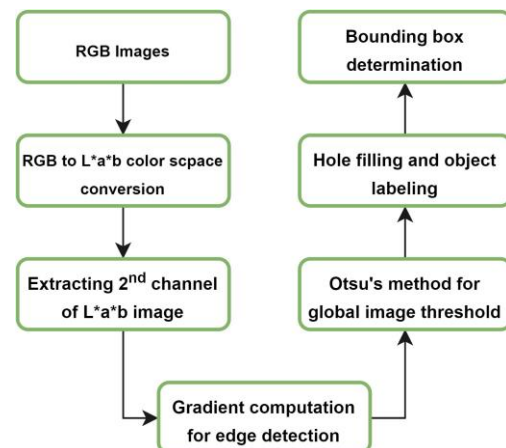 RGB Images
RGB to L*a*b color scpace
conversion
Extracting 2nd channel
of L*a*b image
Gradient computation
for edge detection
Otsu's method for
global image threshold
Hole filling and object
labeling
Bounding box
determination